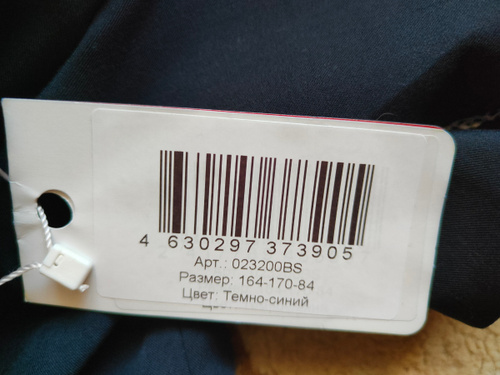 4 630297 373905
Арт.: 023200BS
Размер: 164-170-84
Цвет: Темно-синий